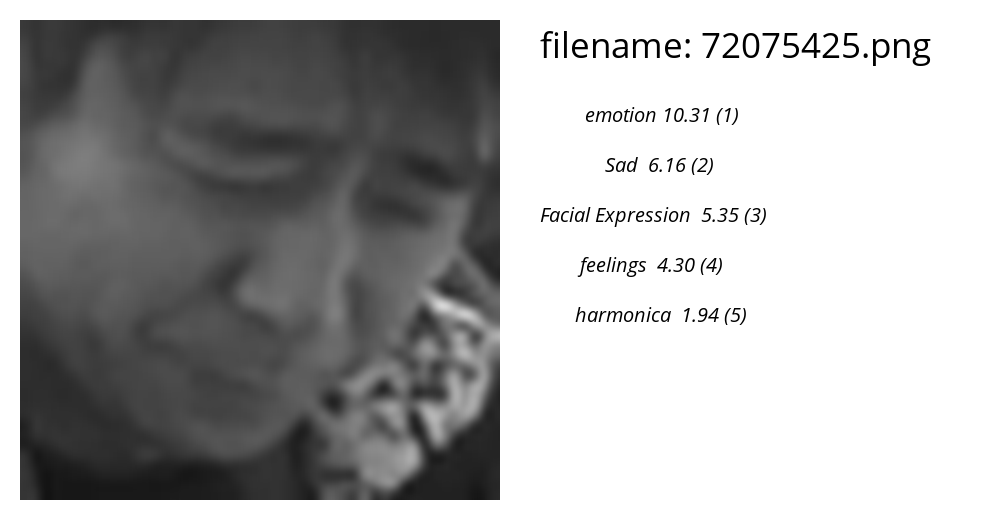 filename: 72075425.png
emotion 10.31 (1)
Sad 6.16 (2)
Facial Expression 5.35 (3)
feelings 4.30 (4)
harmonica 1.94 (5)